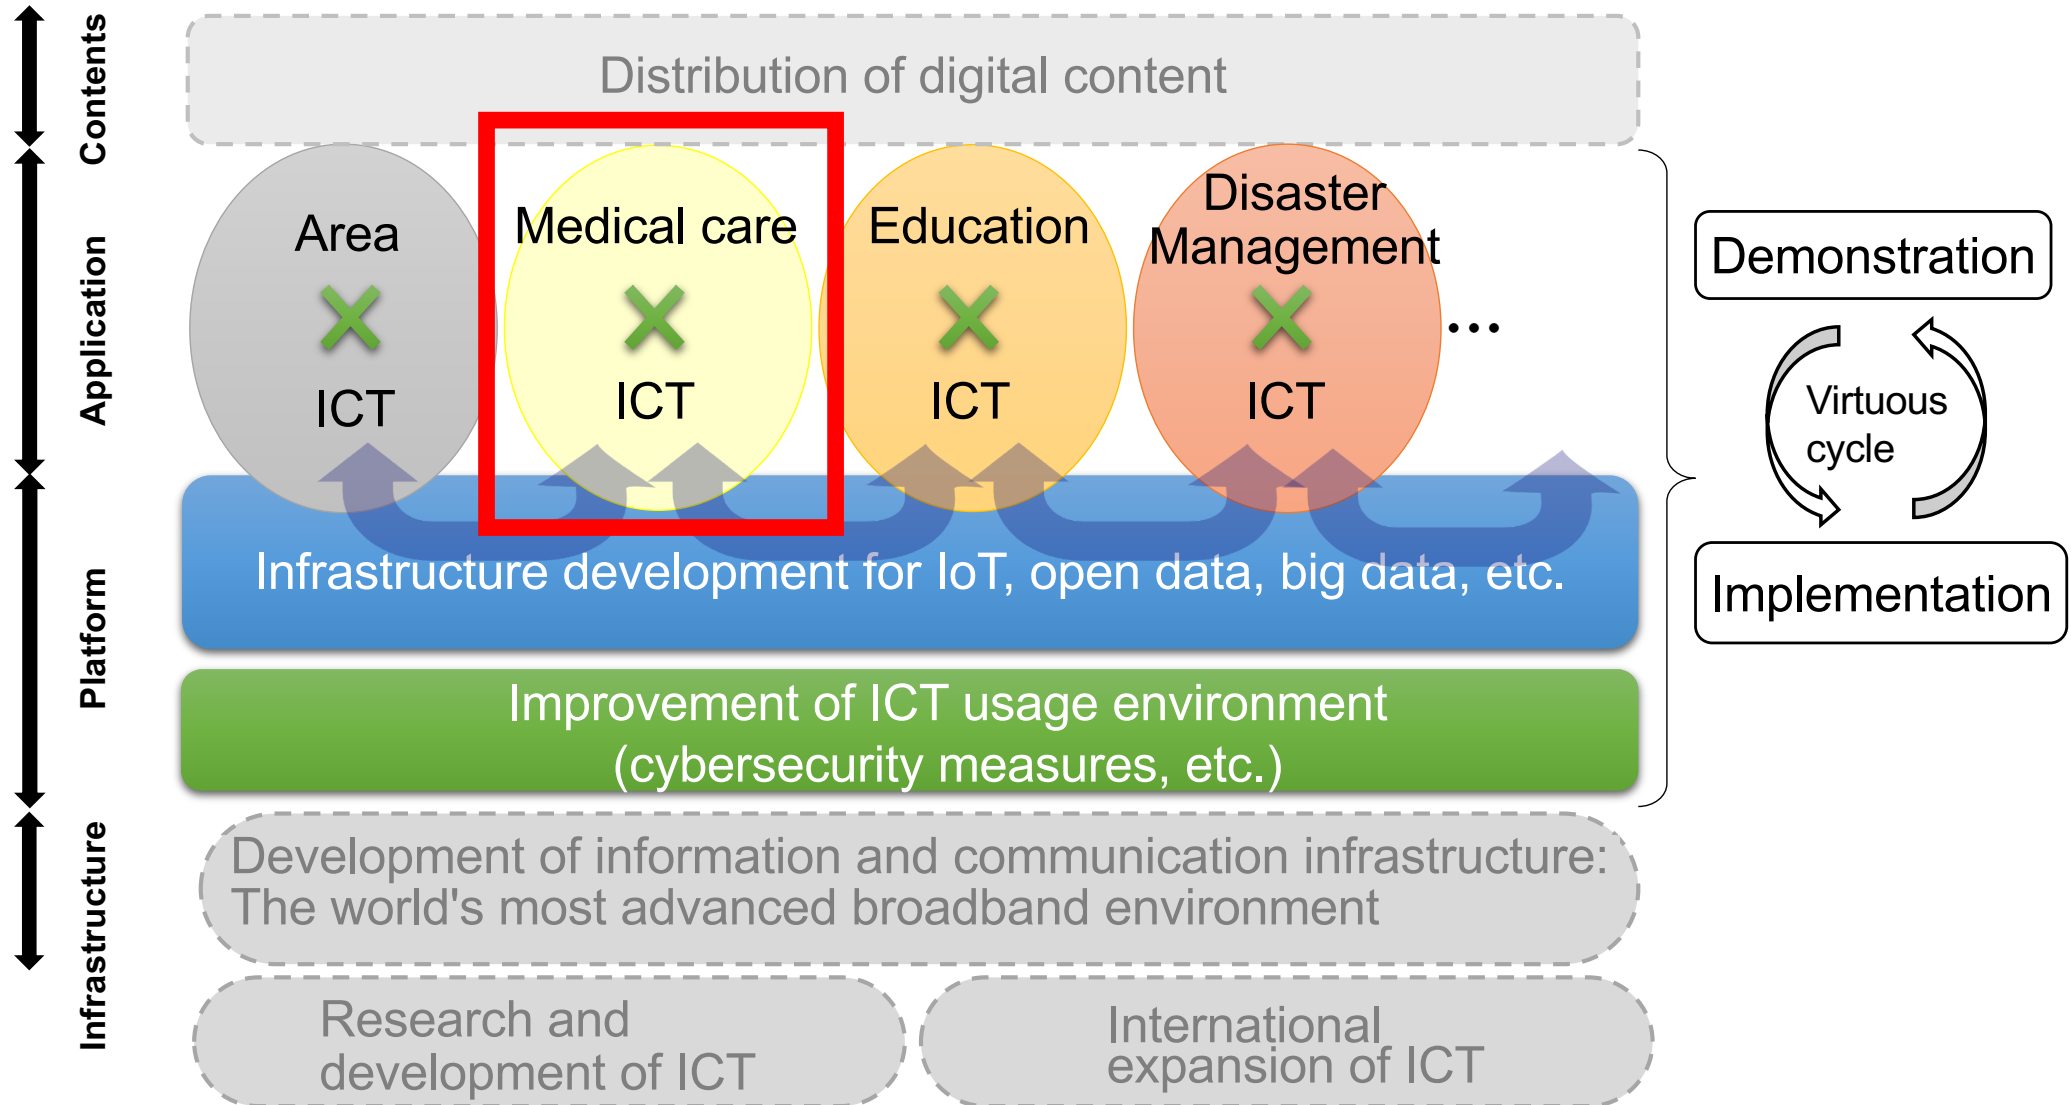 Contents
Distribution of digital content
Application
Area
ICT
Medical care
ICT
Education
ICT
Disaster
Management
ICT
...
Demonstration
Virtuous
cycle
Implementation
Platform
Infrastructure development for IoT, open data, big data, etc.
Improvement of ICT usage environment
(cybersecurity measures, etc.)
Infrastructure
Development of information and communication infrastructure:
The world's most advanced broadband environment
Research and
development of ICT
International
expansion of ICT